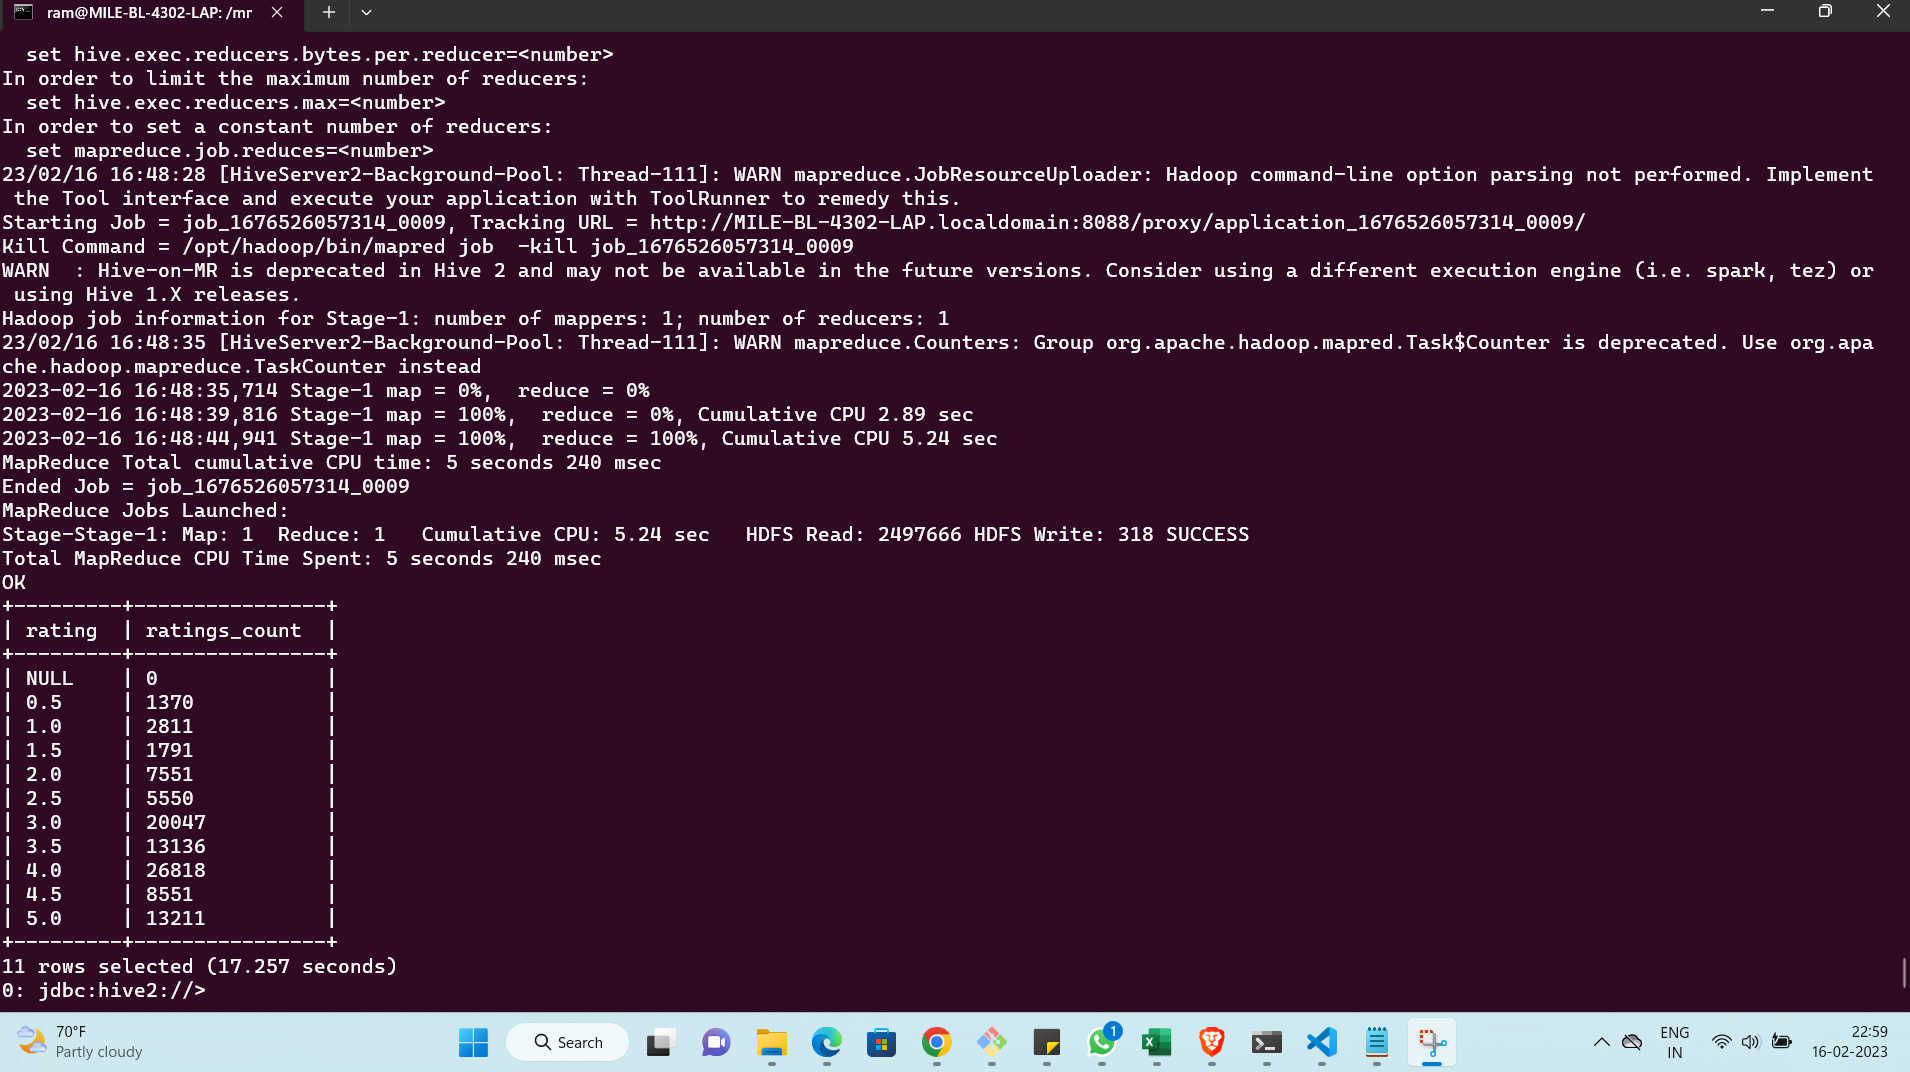 ram@MILE-BL-4302-LAP: /mr
set hive.exec.reducers.bytes.per.reducer=<number>
In order to limit the maximum number of reducers:
set hive.exec.reducers.max=<number>
In order to set a constant number of reducers:
set mapreduce.job.reduces=<number>
23/02/16 16:48:28 [HiveServer2-Background-Pool: Thread-111]: WARN mapreduce.JobResourceUploader: Hadoop command-line option parsing not performed. Implement
the Tool interface and execute your application with ToolRunner to remedy this.
Starting Job = job_1676526057314_0009, Tracking URL = http://MILE-BL-4302-LAP.localdomain:8088/proxy/application_1676526057314_0009/
Kill Command = /opt/hadoop/bin/mapred job  -kill job_1676526057314_0009
WARN  : Hive-on-MR is deprecated in Hive 2 and may not be available in the future versions. Consider using a different execution engine (i.e. spark, tez) or
using Hive 1.X releases.
Hadoop job information for Stage-1: number of mappers: 1; number of reducers: 1
23/02/16 16:48:35 [HiveServer2-Background-Pool: Thread-111]: WARN mapreduce.Counters: Group org.apache.hadoop.mapred.Task$Counter is deprecated. Use org.apa
che.hadoop.mapreduce.TaskCounter instead
2023-02-16 16:48:35,714 Stage-1 map = 0%,  reduce = 0%
2023-02-16 16:48:39,816 Stage-1 map = 100%,  reduce = 0%, Cumulative CPU 2.89 sec
2023-02-16 16:48:44,941 Stage-1 map = 100%,  reduce = 100%, Cumulative CPU 5.24 sec
MapReduce Total cumulative CPU time: 5 seconds 240 msec
Ended Job = job_1676526057314_0009
MapReduce Jobs Launched:
Stage-Stage-1: Map: 1  Reduce: 1   Cumulative CPU: 5.24 sec   HDFS Read: 2497666 HDFS Write: 318 SUCCESS
Total MapReduce CPU Time Spent: 5 seconds 240 msec
OK
+---------+----------------+
| rating  | ratings_count  |
+---------+----------------+
| NULL    | 0              |
| 0.5     | 1370           |
| 1.0     | 2811           |
| 1.5     | 1791           |
| 2.0     | 7551           |
| 2.5     | 5550           |
| 3.0     | 20047          |
| 3.5     | 13136          |
| 4.0     | 26818          |
| 4.5     | 8551           |
| 5.0     | 13211          |
+---------+----------------+
11 rows selected (17.257 seconds)
0: jdbc:hive2://>
70°F
Partly cloudy
Search
1
ENG
IN
22:59
16-02-2023